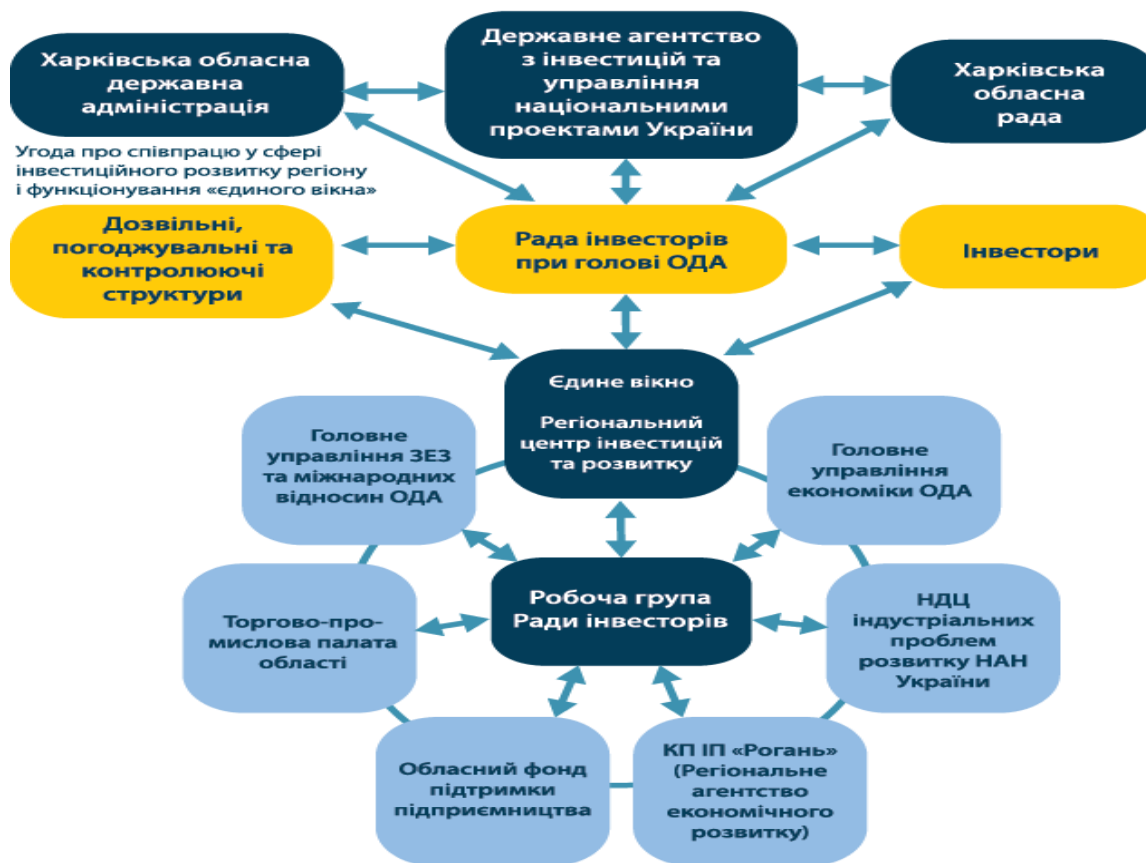 Харківська обласна
державна
адміністрація
Державне агентство
з інвестицій та
управління
національними
проектами України
Харківська
обласна
рада
Угода про співпрацю у сфері
інвестиційного розвитку регіону
і функціонування «єдиного вікна»
Дозвільні,
погоджувальні та
контролюючі
структури
Рада інвесторів
при голові ОДА
Інвестори
Єдине вікно
Регіональний
центр інвестицій
та розвитку
Головне
управління ЗЕЗ
та міжнародних
відносин ОДА
Головне
управління
економіки ОДА
Робоча група
Ради інвесторів
Торгово-про-
мислова палата
області
НДЦ
індустріальних
проблем
розвитку НАН
України
Обласний фонд
підтримки
підприємництва
КП ІП «Рогань»
(Регіональне
агентство
економічного
розвитку)